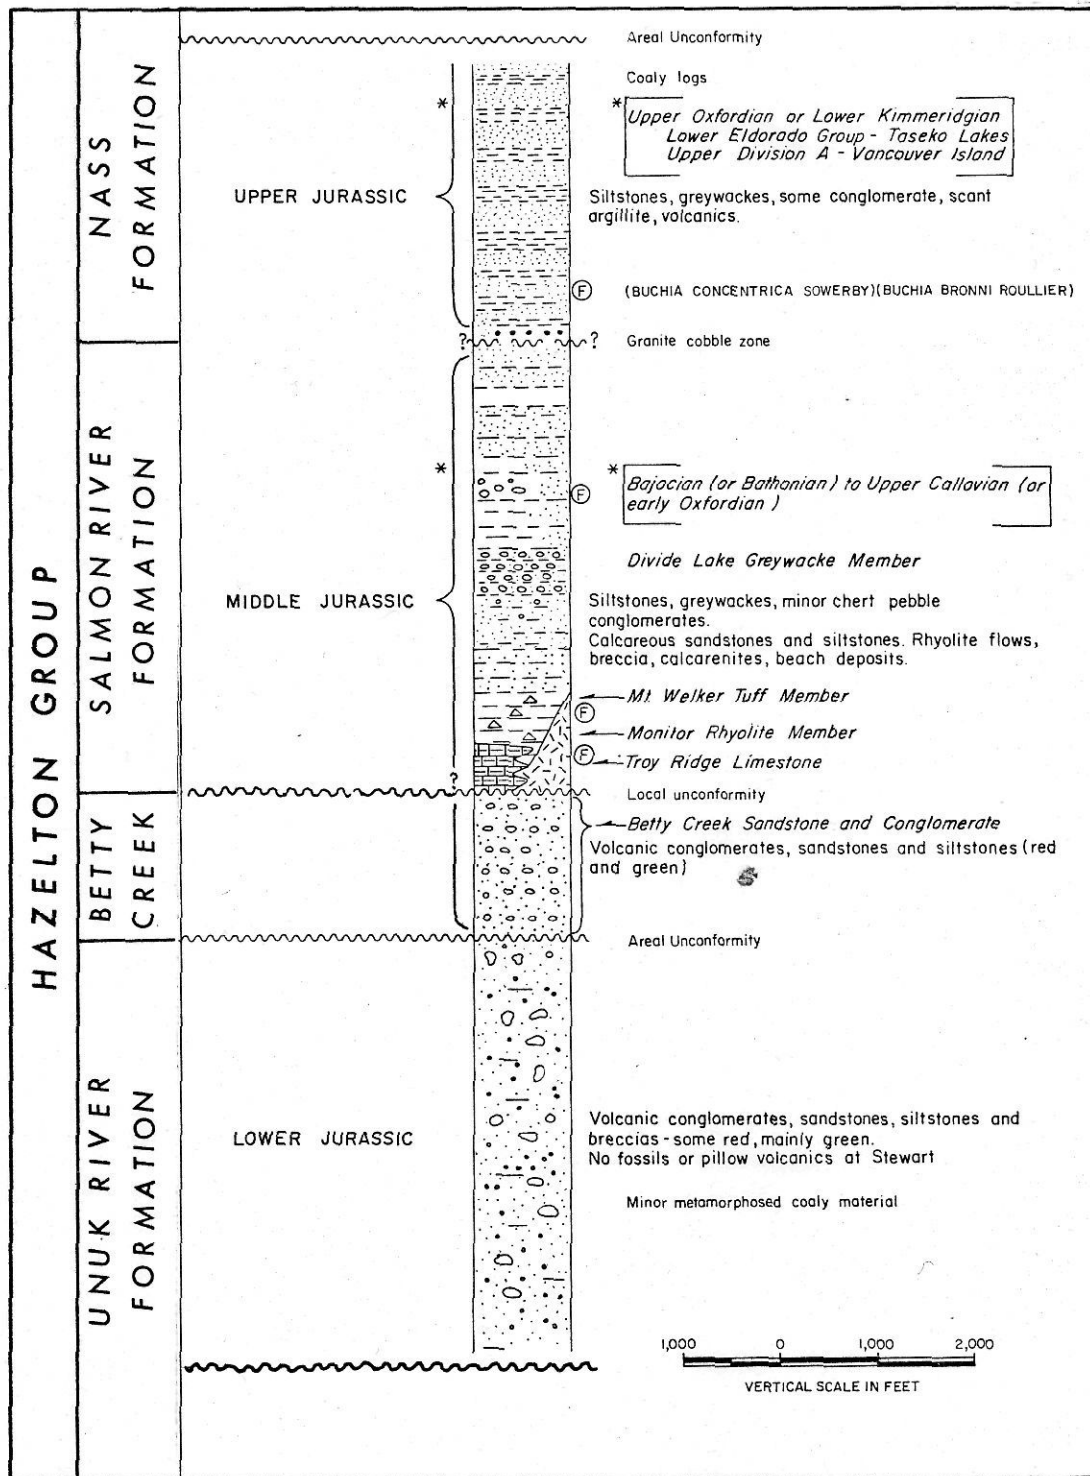 HAZELTON GROUP
NASS
FORMATION
SALMON RIVER
FORMATION
BETTY
CREEK
UNUK RIVER
FORMATION
Areal Unconformity
Coaly logs
UPPER JURASSIC
*
* Upper Oxfordian or Lower Kimmeridgian
Lower Eldorado Group - Taseko Lakes
Upper Division A - Vancouver Island
Siltstones, greywackes, some conglomerate, scant
argillite, volcanics.
F (BUCHIA CONCENTRICA SOWERBY)(BUCHIA BRONNI ROULLIER)
? ? Granite cobble zone
MIDDLE JURASSIC
*
F
* Bajocian (or Bathonian) to Upper Callovian (or
early Oxfordian)
Divide Lake Greywacke Member
Siltstones, greywackes, minor chert pebble
conglomerates.
Calcareous sandstones and siltstones. Rhyolite flows,
breccia, calcarenites, beach deposits.
Mt. Welker Tuff Member
F
Monitor Rhyolite Member
F
Troy Ridge Limestone
?
Local unconformity
Betty Creek Sandstone and Conglomerate
Volcanic conglomerates, sandstones and siltstones (red
and green)
Areal Unconformity
LOWER JURASSIC
Volcanic conglomerates, sandstones, siltstones and
breccias - some red, mainly green.
No fossils or pillow volcanics at Stewart
Minor metamorphosed coaly material
1,000 0 1,000 2,000
VERTICAL SCALE IN FEET